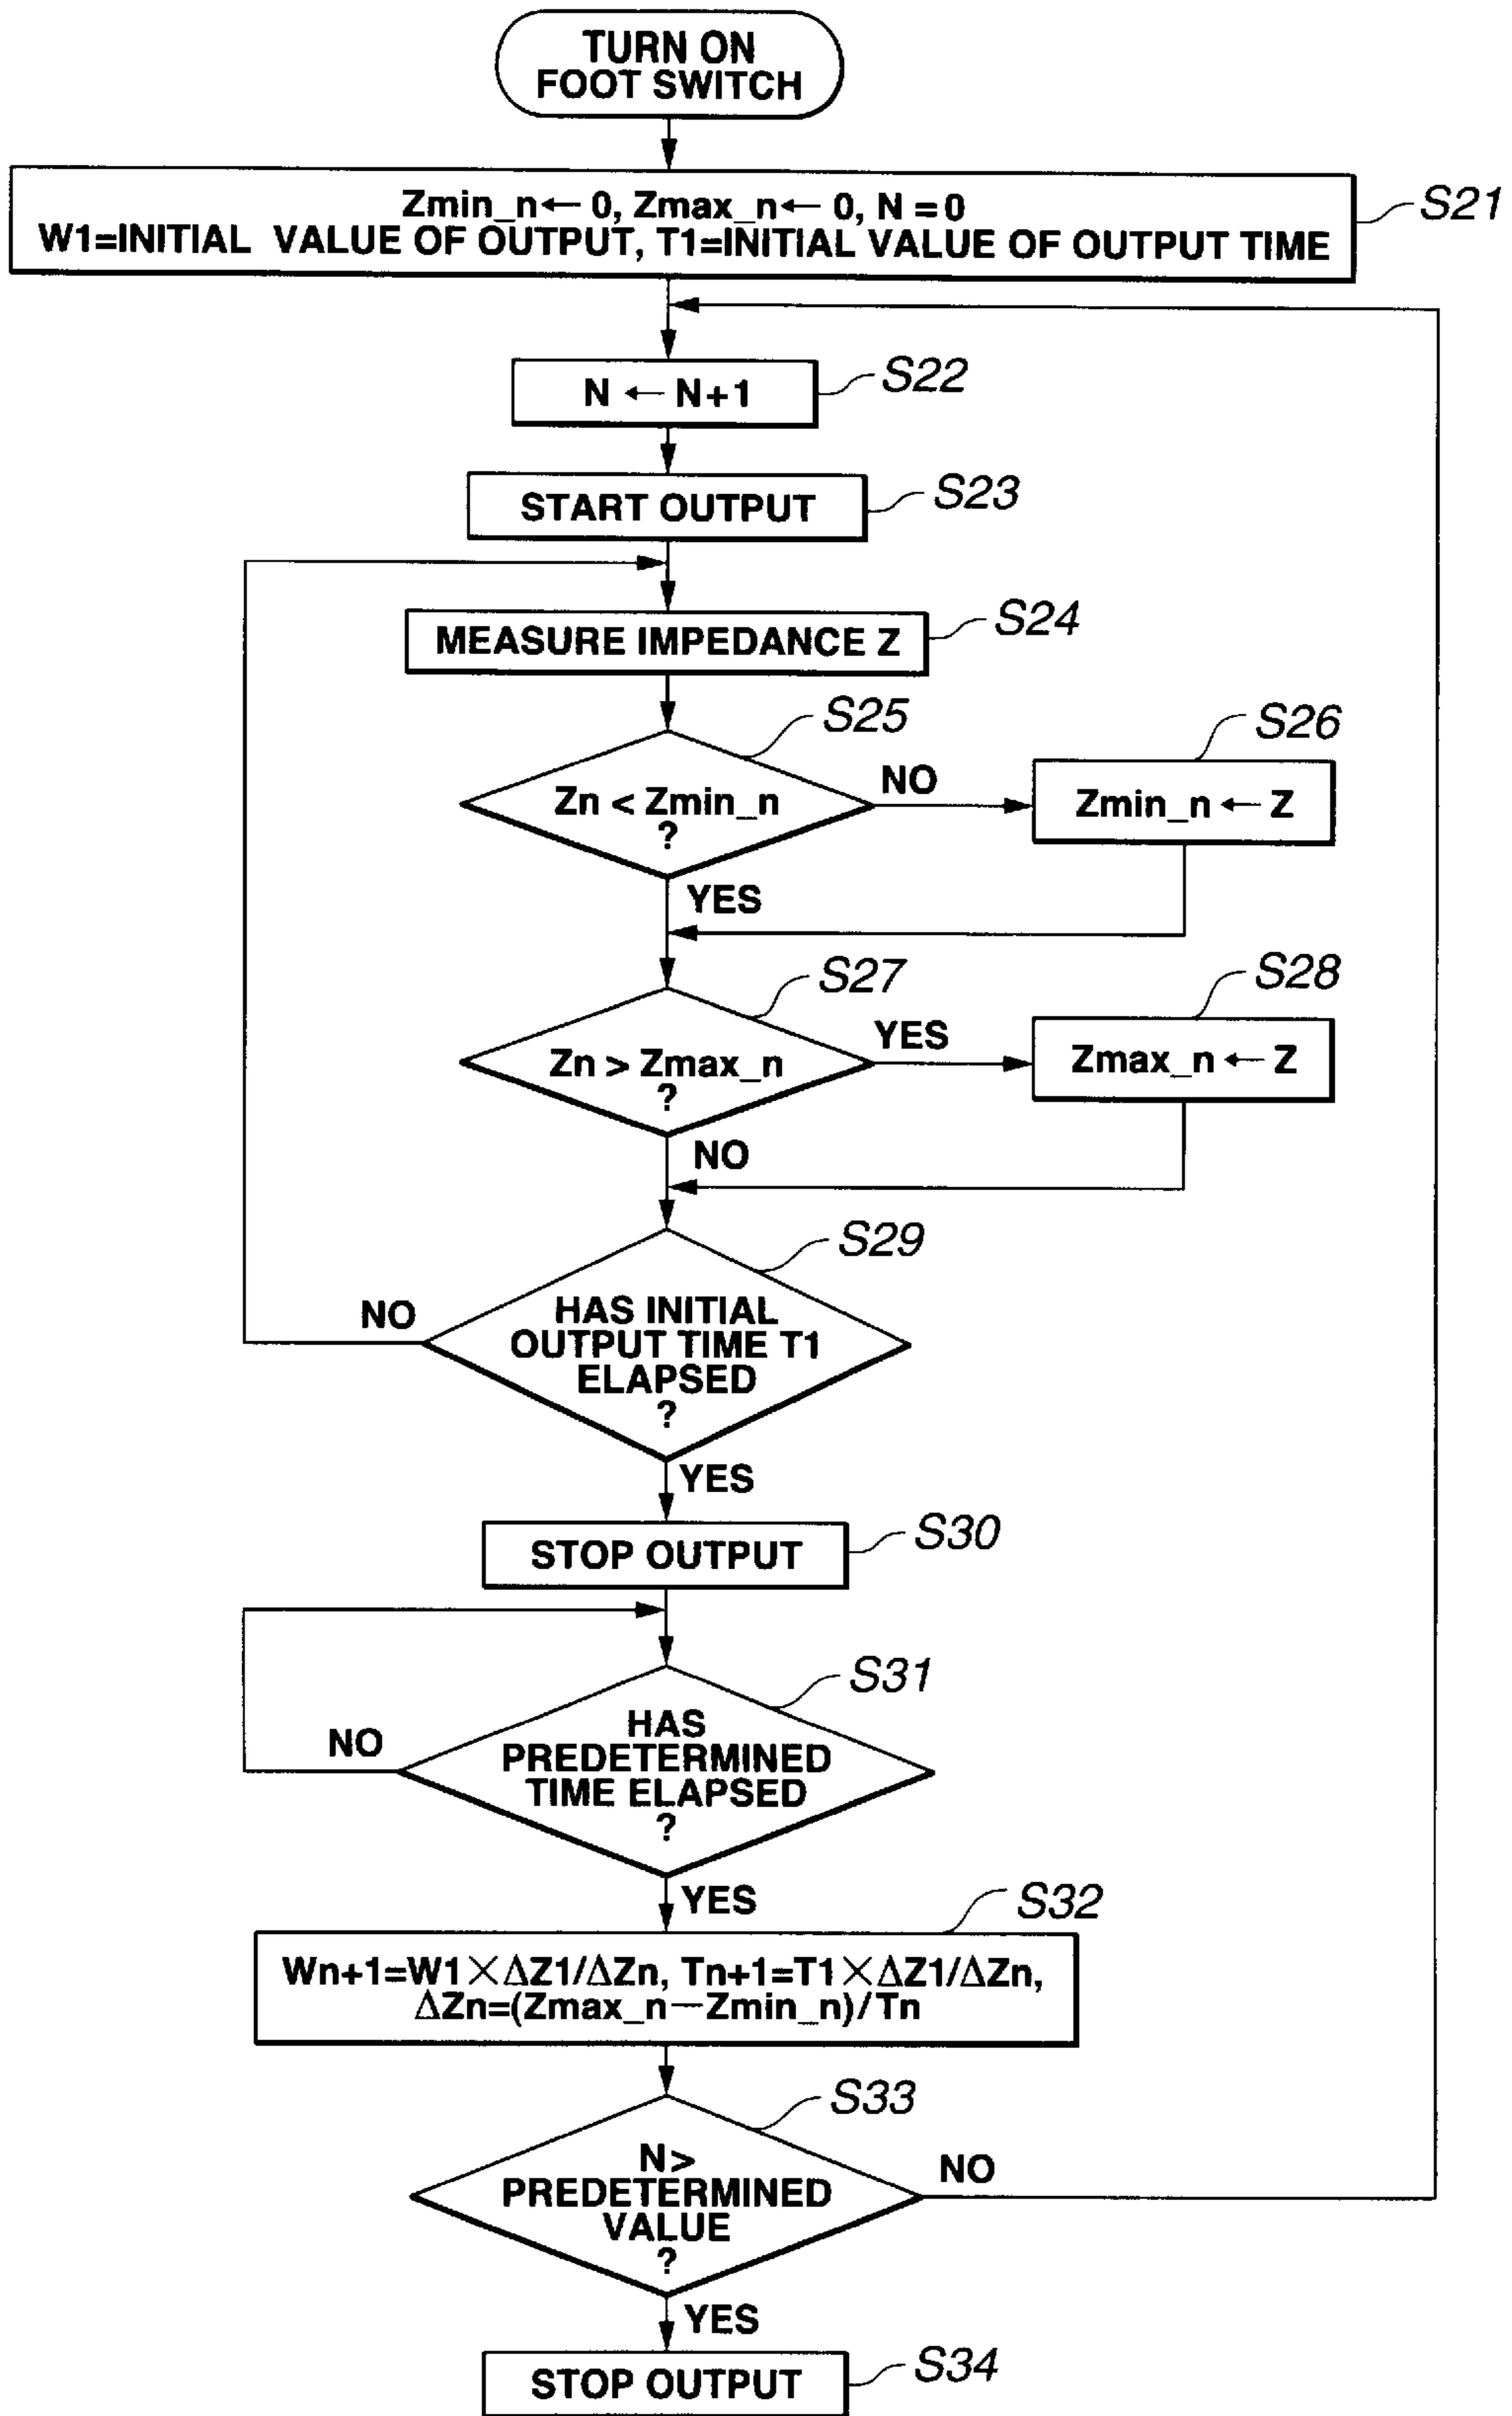 TURN ON
FOOT SWITCH
Zmin_n← 0, Zmax_n← 0, N = 0
W1=INITIAL VALUE OF OUTPUT, T1=INITIAL VALUE OF OUTPUT TIME
S21
N ← N+1
S22
START OUTPUT
S23
MEASURE IMPEDANCE Z
S24
S25
Zn < Zmin_n
?
NO
S26
Zmin_n ← Z
YES
S27
Zn > Zmax_n
?
YES
S28
Zmax_n ← Z
NO
S29
HAS INITIAL
OUTPUT TIME T1
ELAPSED
?
NO
YES
STOP OUTPUT
S30
S31
HAS
PREDETERMINED
TIME ELAPSED
?
NO
YES
S32
Wn+1=W1×ΔZ1/ΔZn, Tn+1=T1×ΔZ1/ΔZn,
ΔZn=(Zmax_n—Zmin_n)/Tn
S33
N>
PREDETERMINED
VALUE
?
NO
YES
STOP OUTPUT
S34